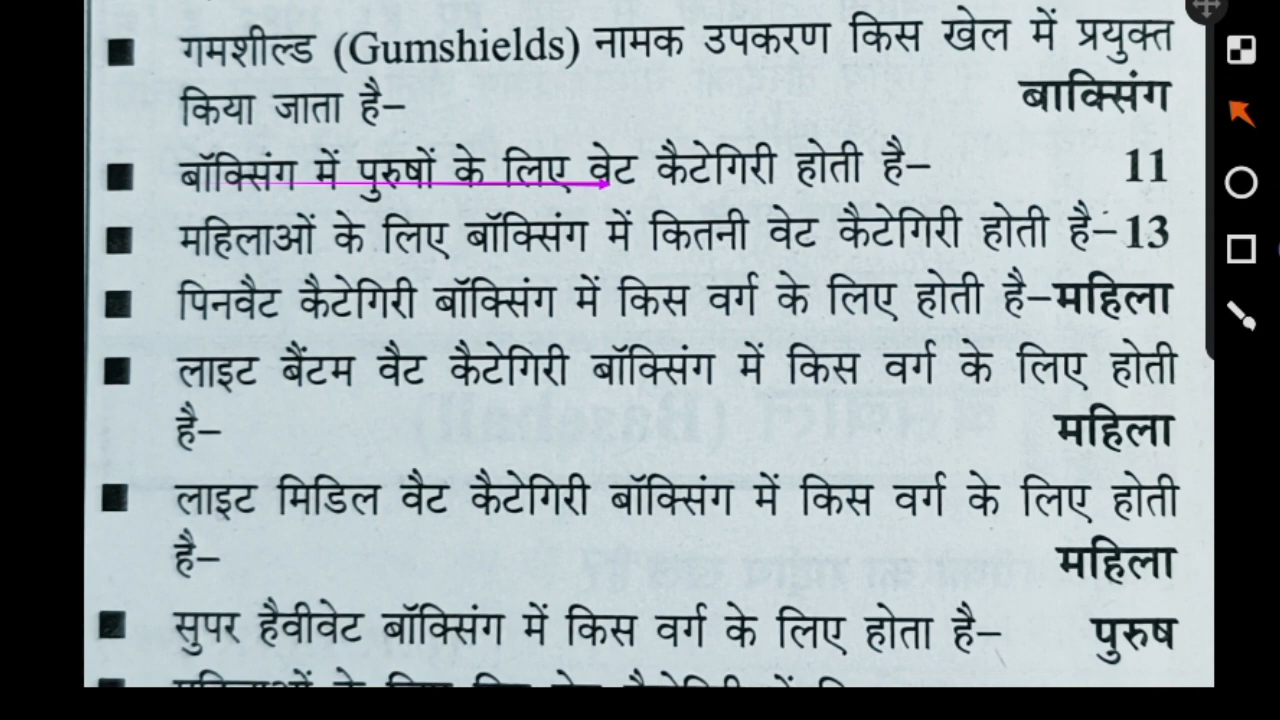 ■ गमशील्ड (Gumshields) नामक उपकरण किस खेल में प्रयुक्त
किया जाता है– बाक्सिंग
■ बॉक्सिंग में पुरुषों के लिए वेट कैटेगिरी होती है– 11
■ महिलाओं के लिए बॉक्सिंग में कितनी वेट कैटेगिरी होती है–13
■ पिनवैट कैटेगिरी बॉक्सिंग में किस वर्ग के लिए होती है–महिला
■ लाइट बैंटम वैट कैटेगिरी बॉक्सिंग में किस वर्ग के लिए होती
है– महिला
■ लाइट मिडिल वैट कैटेगिरी बॉक्सिंग में किस वर्ग के लिए होती
है– महिला
■ सुपर हैवीवेट बॉक्सिंग में किस वर्ग के लिए होता है– पुरुष